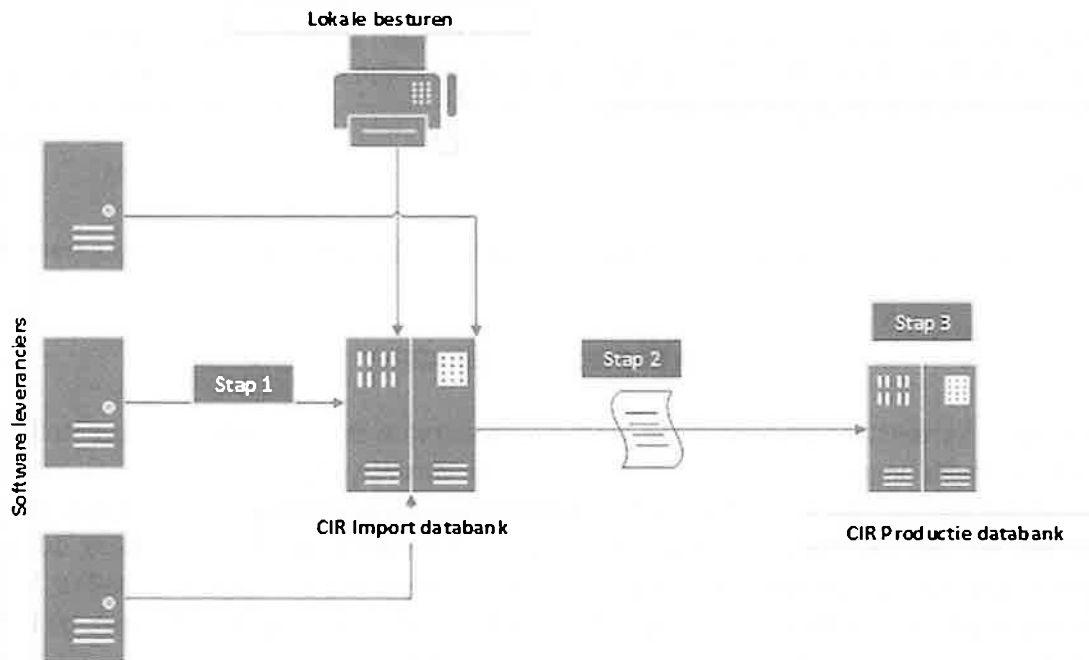 Lokale besturen
Software leveranciers
Stap 1
Stap 2
Stap 3
CIR Import databank
CIR Productie databank